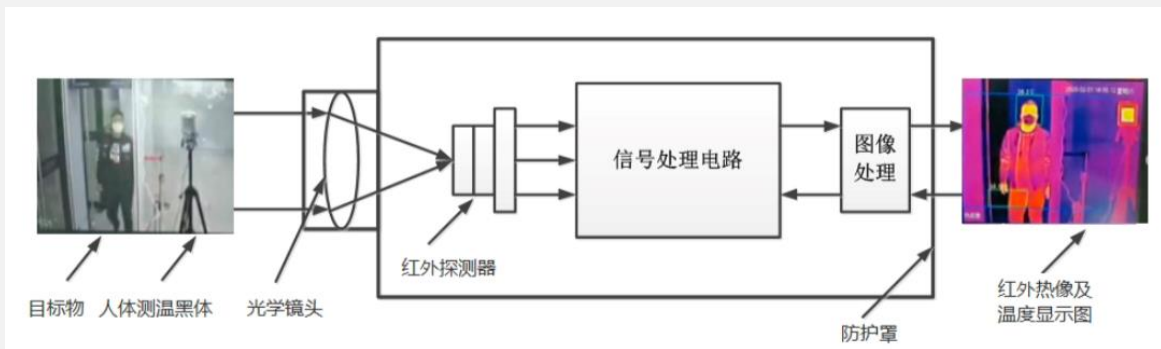 信号处理电路
图像
处理
目标物
人体测温黑体
光学镜头
红外探测器
防护罩
红外热像及
温度显示图